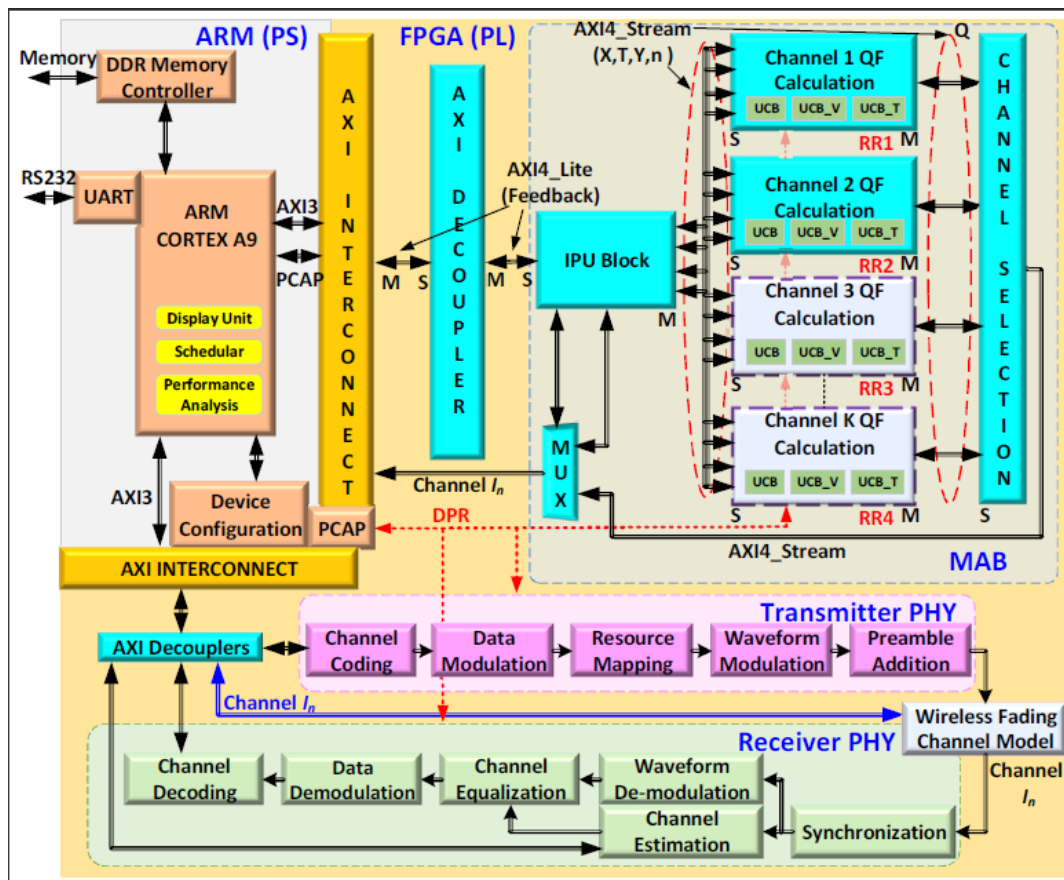 ARM (PS)
FPGA (PL)
AXI4_Stream
(X,T,Y,n )
Q
Memory
DDR Memory
Controller
RS232
UART
ARM
CORTEX A9
AXI3
PCAP
Display Unit
Schedular
Performance
Analysis
AXI3
Device
Configuration
PCAP
AXI INTERCONNECT
AXI INTERCONNECT
AXI DECOUPLER
AXI4_Lite
(Feedback)
M
S
M
S
IPU Block
M
MUX
Channel In
DPR
Channel 1 QF
Calculation
UCB
UCB_V
UCB_T
S
RR1
M
Channel 2 QF
Calculation
UCB
UCB_V
UCB_T
S
RR2
M
Channel 3 QF
Calculation
UCB
UCB_V
UCB_T
S
RR3
M
Channel K QF
Calculation
UCB
UCB_V
UCB_T
S
RR4
M
CHANNEL SELECTION
S
AXI4_Stream
MAB
Transmitter PHY
AXI Decouplers
Channel
Coding
Data
Modulation
Resource
Mapping
Waveform
Modulation
Preamble
Addition
Channel In
Wireless Fading
Channel Model
Receiver PHY
Channel
In
Channel
Decoding
Data
Demodulation
Channel
Equalization
Waveform
De-modulation
Channel
Estimation
Synchronization